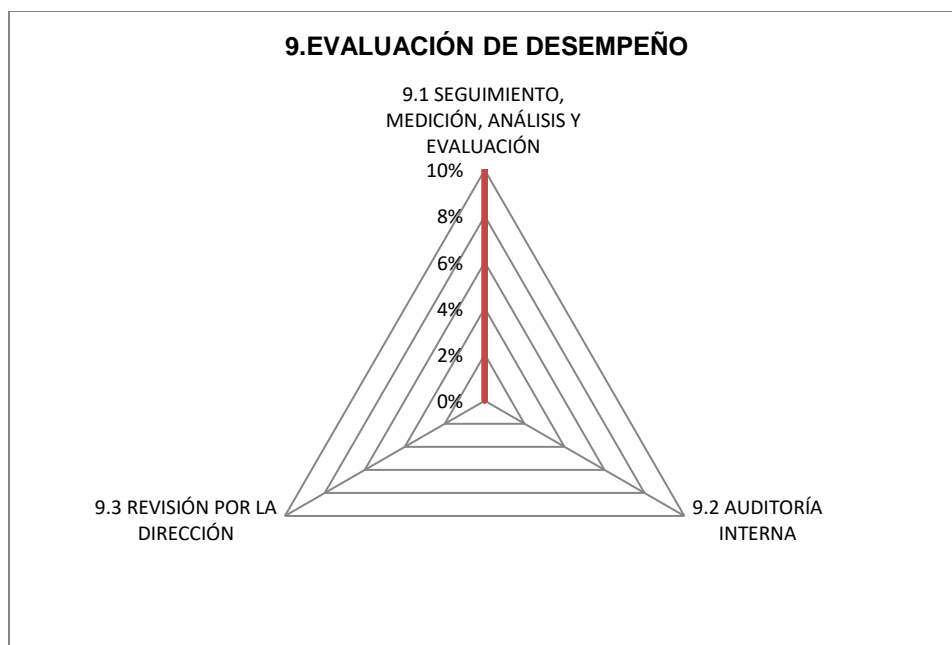 9.EVALUACIÓN DE DESEMPEÑO
9.1 SEGUIMIENTO,
MEDICIÓN, ANÁLISIS Y
EVALUACIÓN
10%
8%
6%
4%
2%
0%
9.3 REVISIÓN POR LA
DIRECCIÓN
9.2 AUDITORÍA
INTERNA